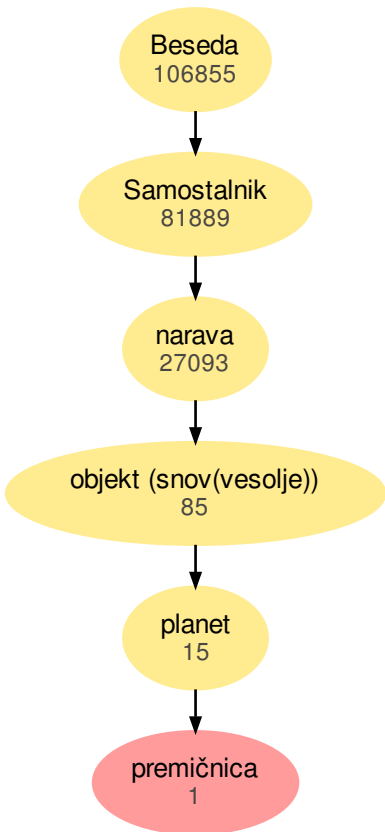 Beseda
106855
Samostalnik
81889
narava
27093
objekt (snov(vesolje))
85
planet
15
premičnica
1